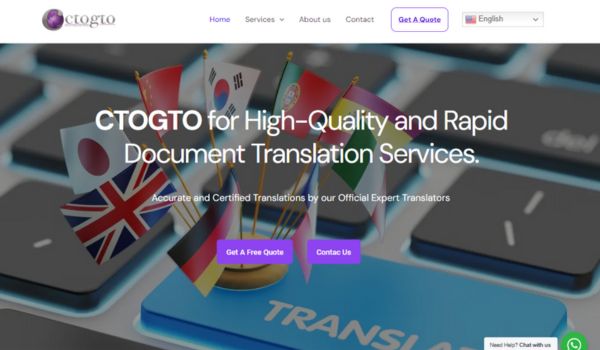 ctogto
Home Services About us Contact Get A Quote English
CTOGTO for High-Quality and Rapid
Document Translation Services.
Accurate and Certified Translations by our Official Expert Translators
Get A Free Quote Contac Us
TRANSLAT
Need Help? Chat with us